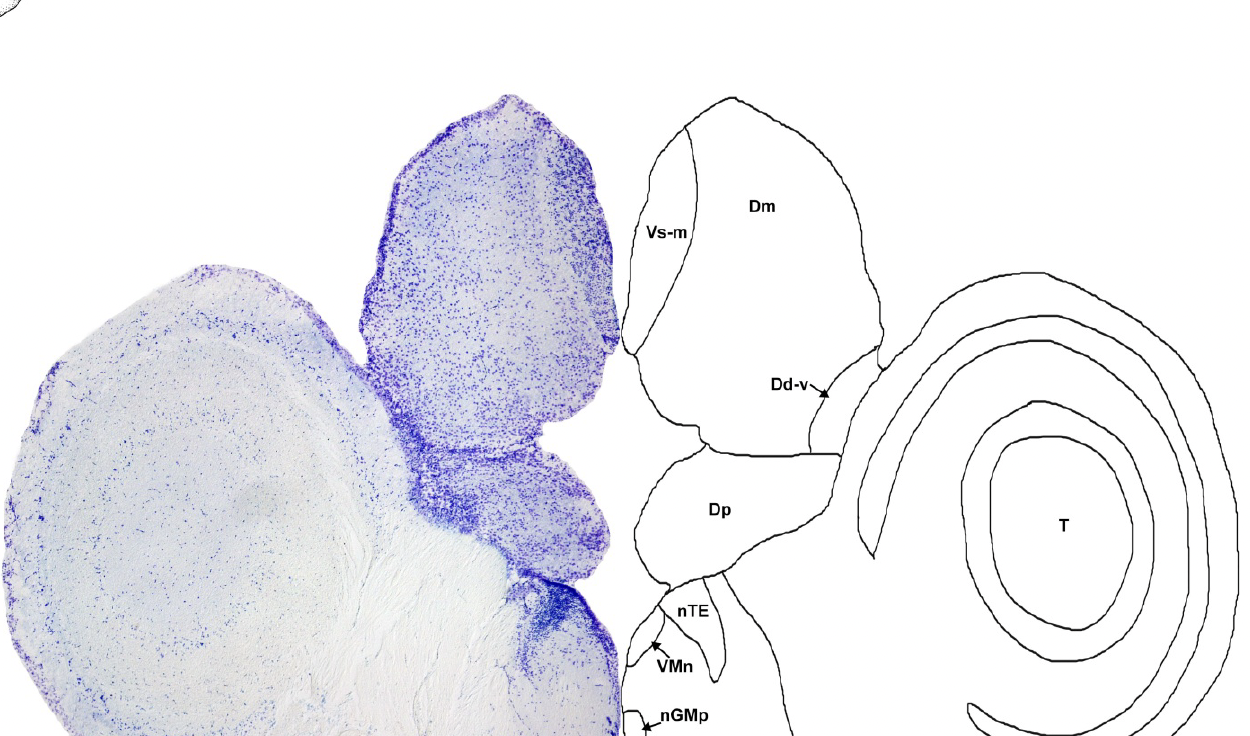 Dm
Vs-m
Dd-v
Dp
T
nTE
VMn
nGMp